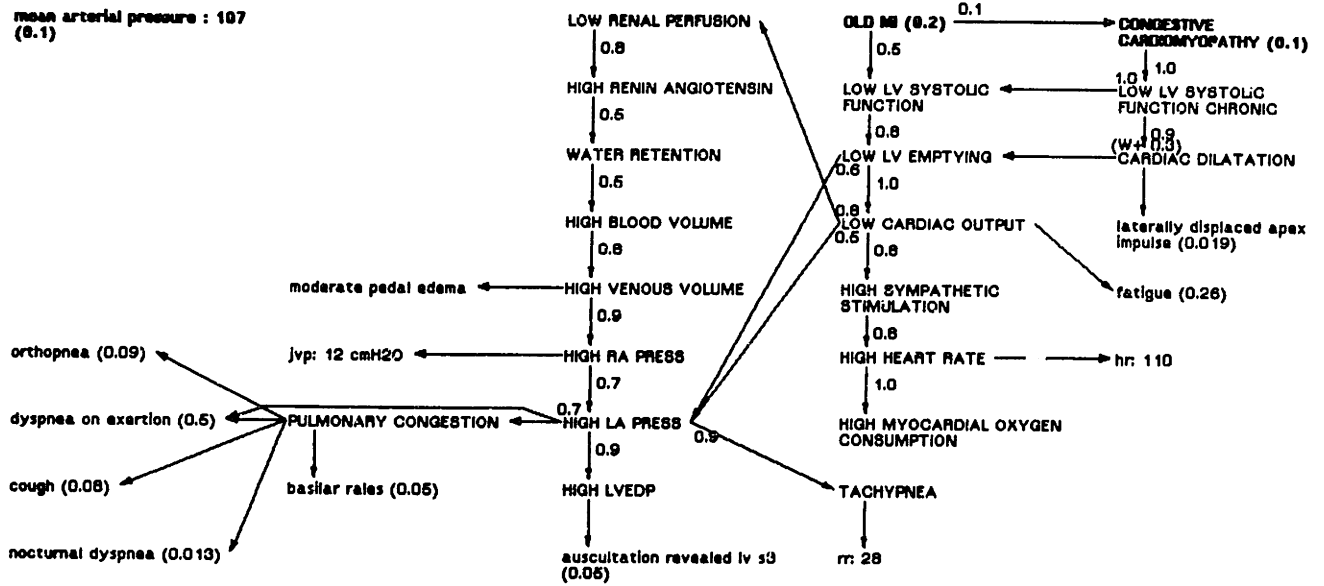 mean arterial pressure : 107
(0.1)
LOW RENAL PERFUSION
0.8
HIGH RENIN ANGIOTENSIN
0.5
WATER RETENTION
0.5
HIGH BLOOD VOLUME
0.8
moderate pedal edema
HIGH VENOUS VOLUME
0.9
jvp: 12 cmH2O
HIGH RA PRESS
0.7
orthopnea (0.09)
dyspnea on exertion (0.5)
PULMONARY CONGESTION
0.7
HIGH LA PRESS
0.9
0.9
cough (0.08)
basilar rales (0.05)
HIGH LVEDP
nocturnal dyspnea (0.013)
auscultation revealed lv s3
(0.05)
OLD MI (0.2)
0.1
CONGESTIVE
CARDIOMYOPATHY (0.1)
0.5
1.0
1.0
LOW LV SYSTOLIC
FUNCTION
LOW LV SYSTOLIC
FUNCTION CHRONIC
0.8
0.9
(W+ 0.3)
LOW LV EMPTYING
CARDIAC DILATATION
0.6
1.0
0.8
LOW CARDIAC OUTPUT
0.5
0.8
laterally displaced apex
impulse (0.019)
HIGH SYMPATHETIC
STIMULATION
fatigue (0.26)
0.8
HIGH HEART RATE
hr: 110
1.0
HIGH MYOCARDIAL OXYGEN
CONSUMPTION
TACHYPNEA
rr: 28